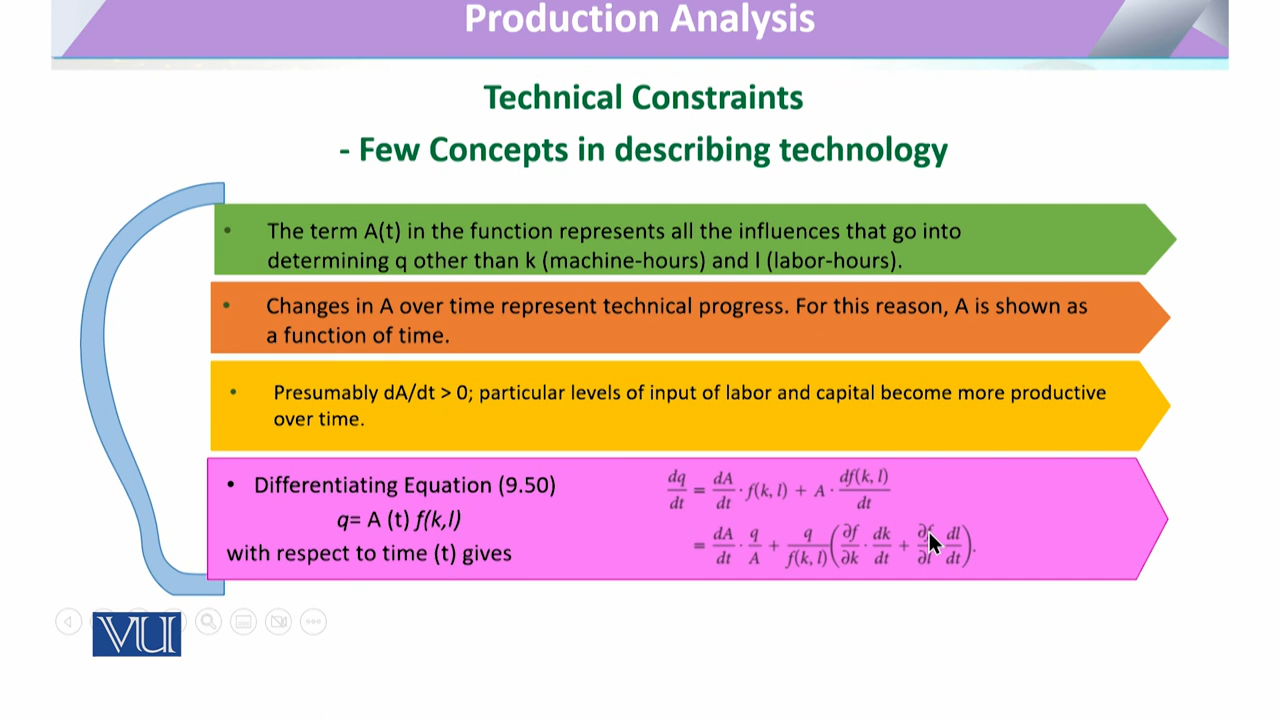 Production Analysis
Technical Constraints
- Few Concepts in describing technology
• The term A(t) in the function represents all the influences that go into
determining q other than k (machine-hours) and l (labor-hours).
• Changes in A over time represent technical progress. For this reason, A is shown as
a function of time.
• Presumably dA/dt > 0; particular levels of input of labor and capital become more productive
over time.
• Differentiating Equation (9.50)
q= A (t) f(k,l)
with respect to time (t) gives
dq/dt = dA/dt · f(k, l) + A · df(k, l)/dt
= dA/dt · q/A + q/f(k, l) (∂f/∂k · dk/dt + ∂f/∂l · dl/dt).
VU